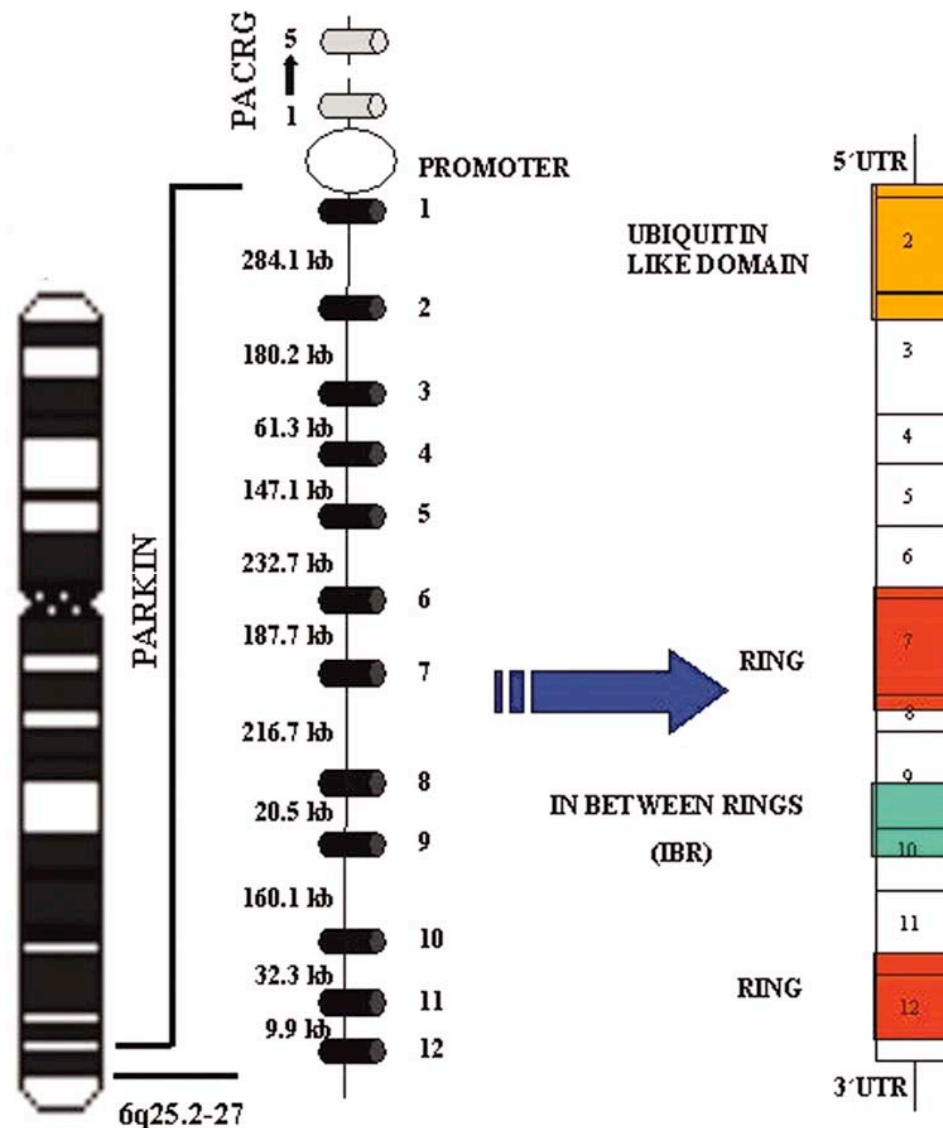 PACRG
5
1
PROMOTER
PARKIN
1
284.1 kb
2
180.2 kb
3
61.3 kb
4
147.1 kb
5
232.7 kb
6
187.7 kb
7
216.7 kb
8
20.5 kb
9
160.1 kb
10
32.3 kb
11
9.9 kb
12
6q25.2-27
5´UTR
UBIQUITIN
LIKE DOMAIN
2
3
4
5
6
RING
7
8
9
IN BETWEEN RINGS
(IBR)
10
11
RING
12
3´UTR